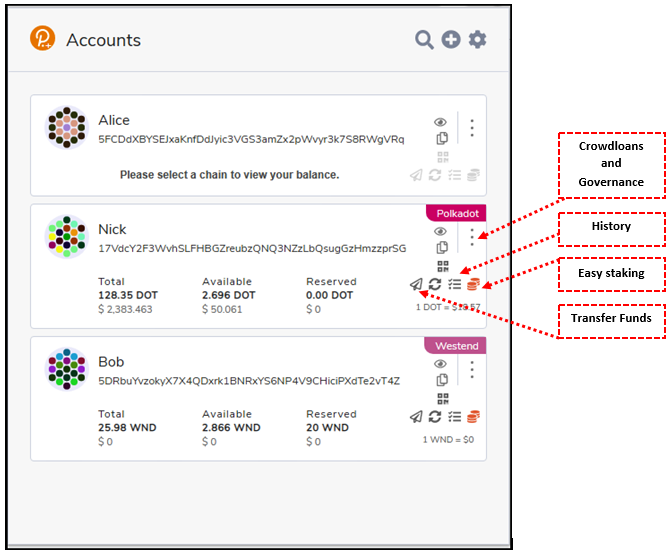 Accounts
Alice
5FCDdXBYSEJxaKnfDdJyic3VGS3amZx2pWvyr3k7S8RWgVRq
Please select a chain to view your balance.
Polkadot
Nick
17VdcY2F3WvhSLFHBGZreubzQNQ3NZzLbQsugGzHmzzprSG
Total Available Reserved
128.35 DOT 2.696 DOT 0.00 DOT
$ 2,383.463 $ 50.061 $ 0
1 DOT = $18.57
Westend
Bob
5DRbuYvzokyX7X4QDxrk1BNRxYS6NP4V9CHiciPXdTe2vT4Z
Total Available Reserved
25.98 WND 2.866 WND 20 WND
$ 0 $ 0 $ 0
1 WND = $0
Crowdloans
and
Governance
History
Easy staking
Transfer Funds